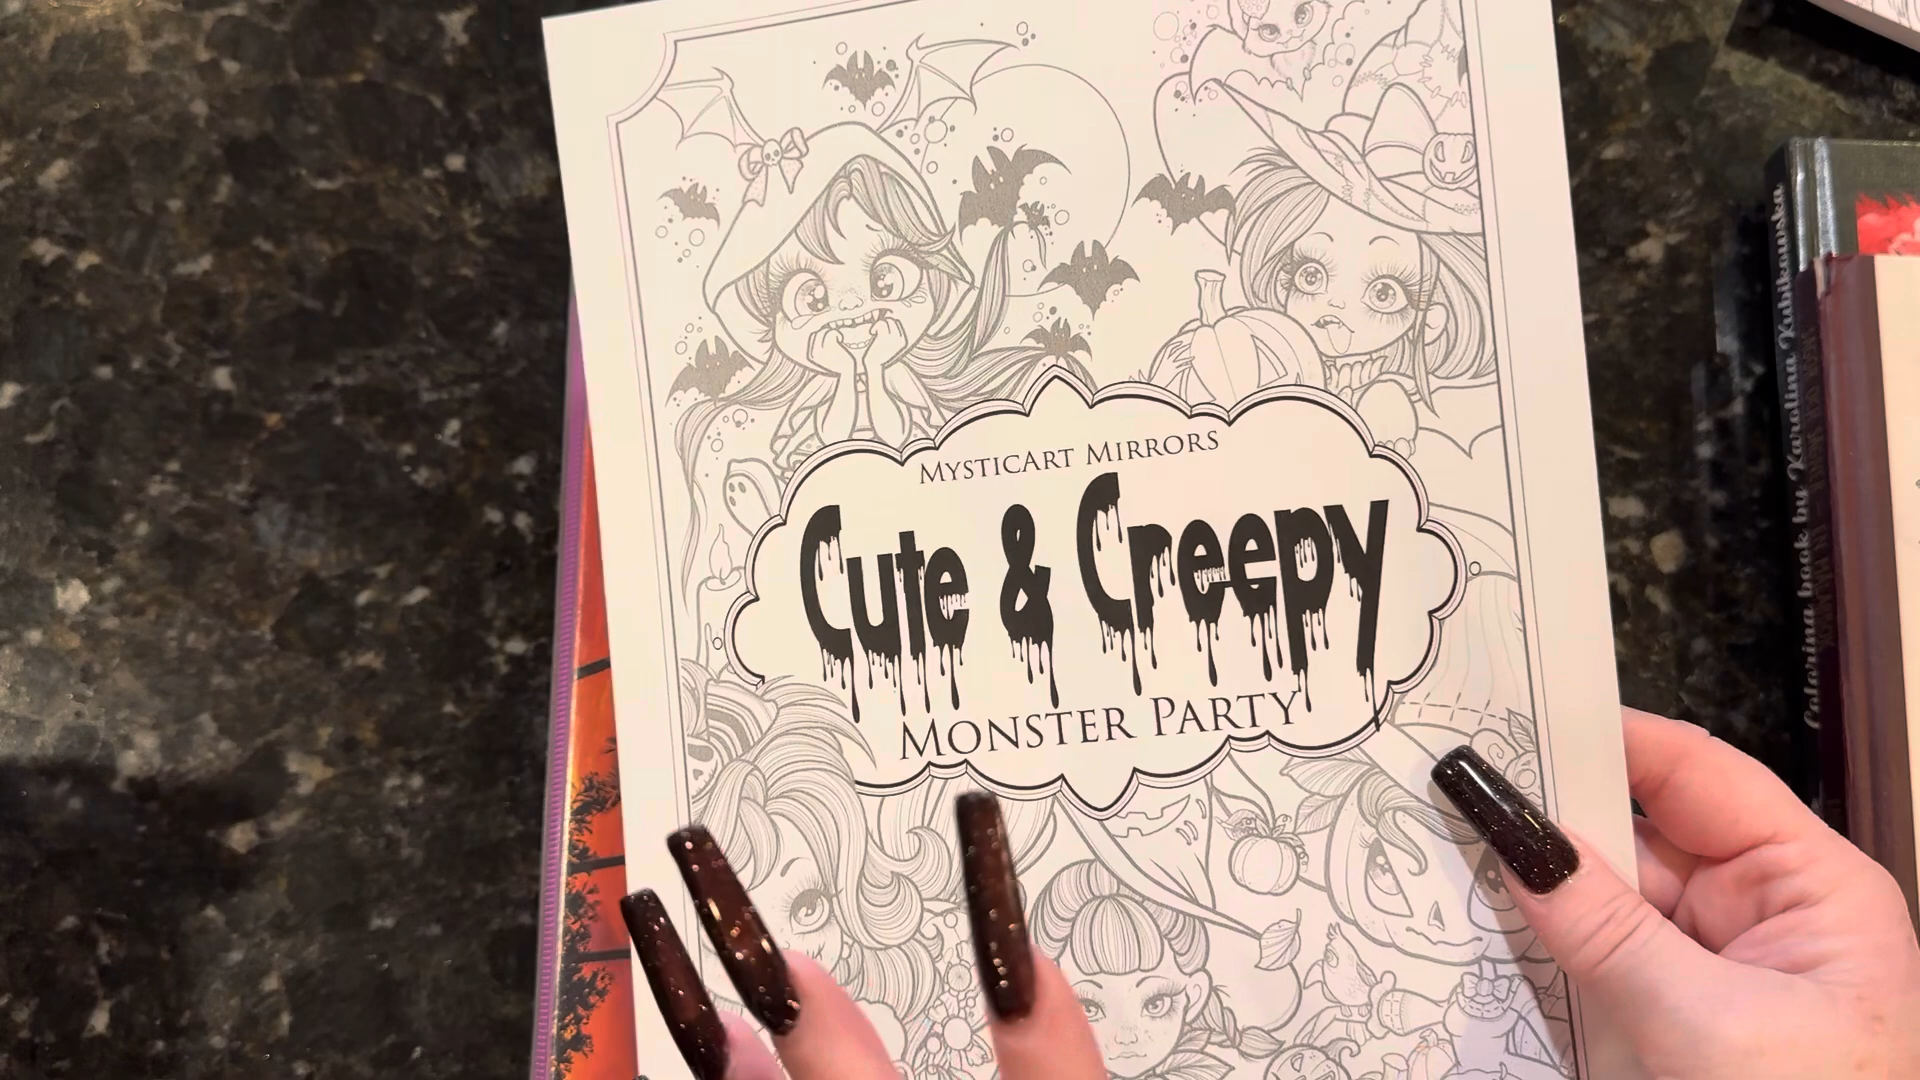 MYSTICART MIRRORS
Cute & Creepy
MONSTER PARTY
Coloring book by Karolina Kubikowska